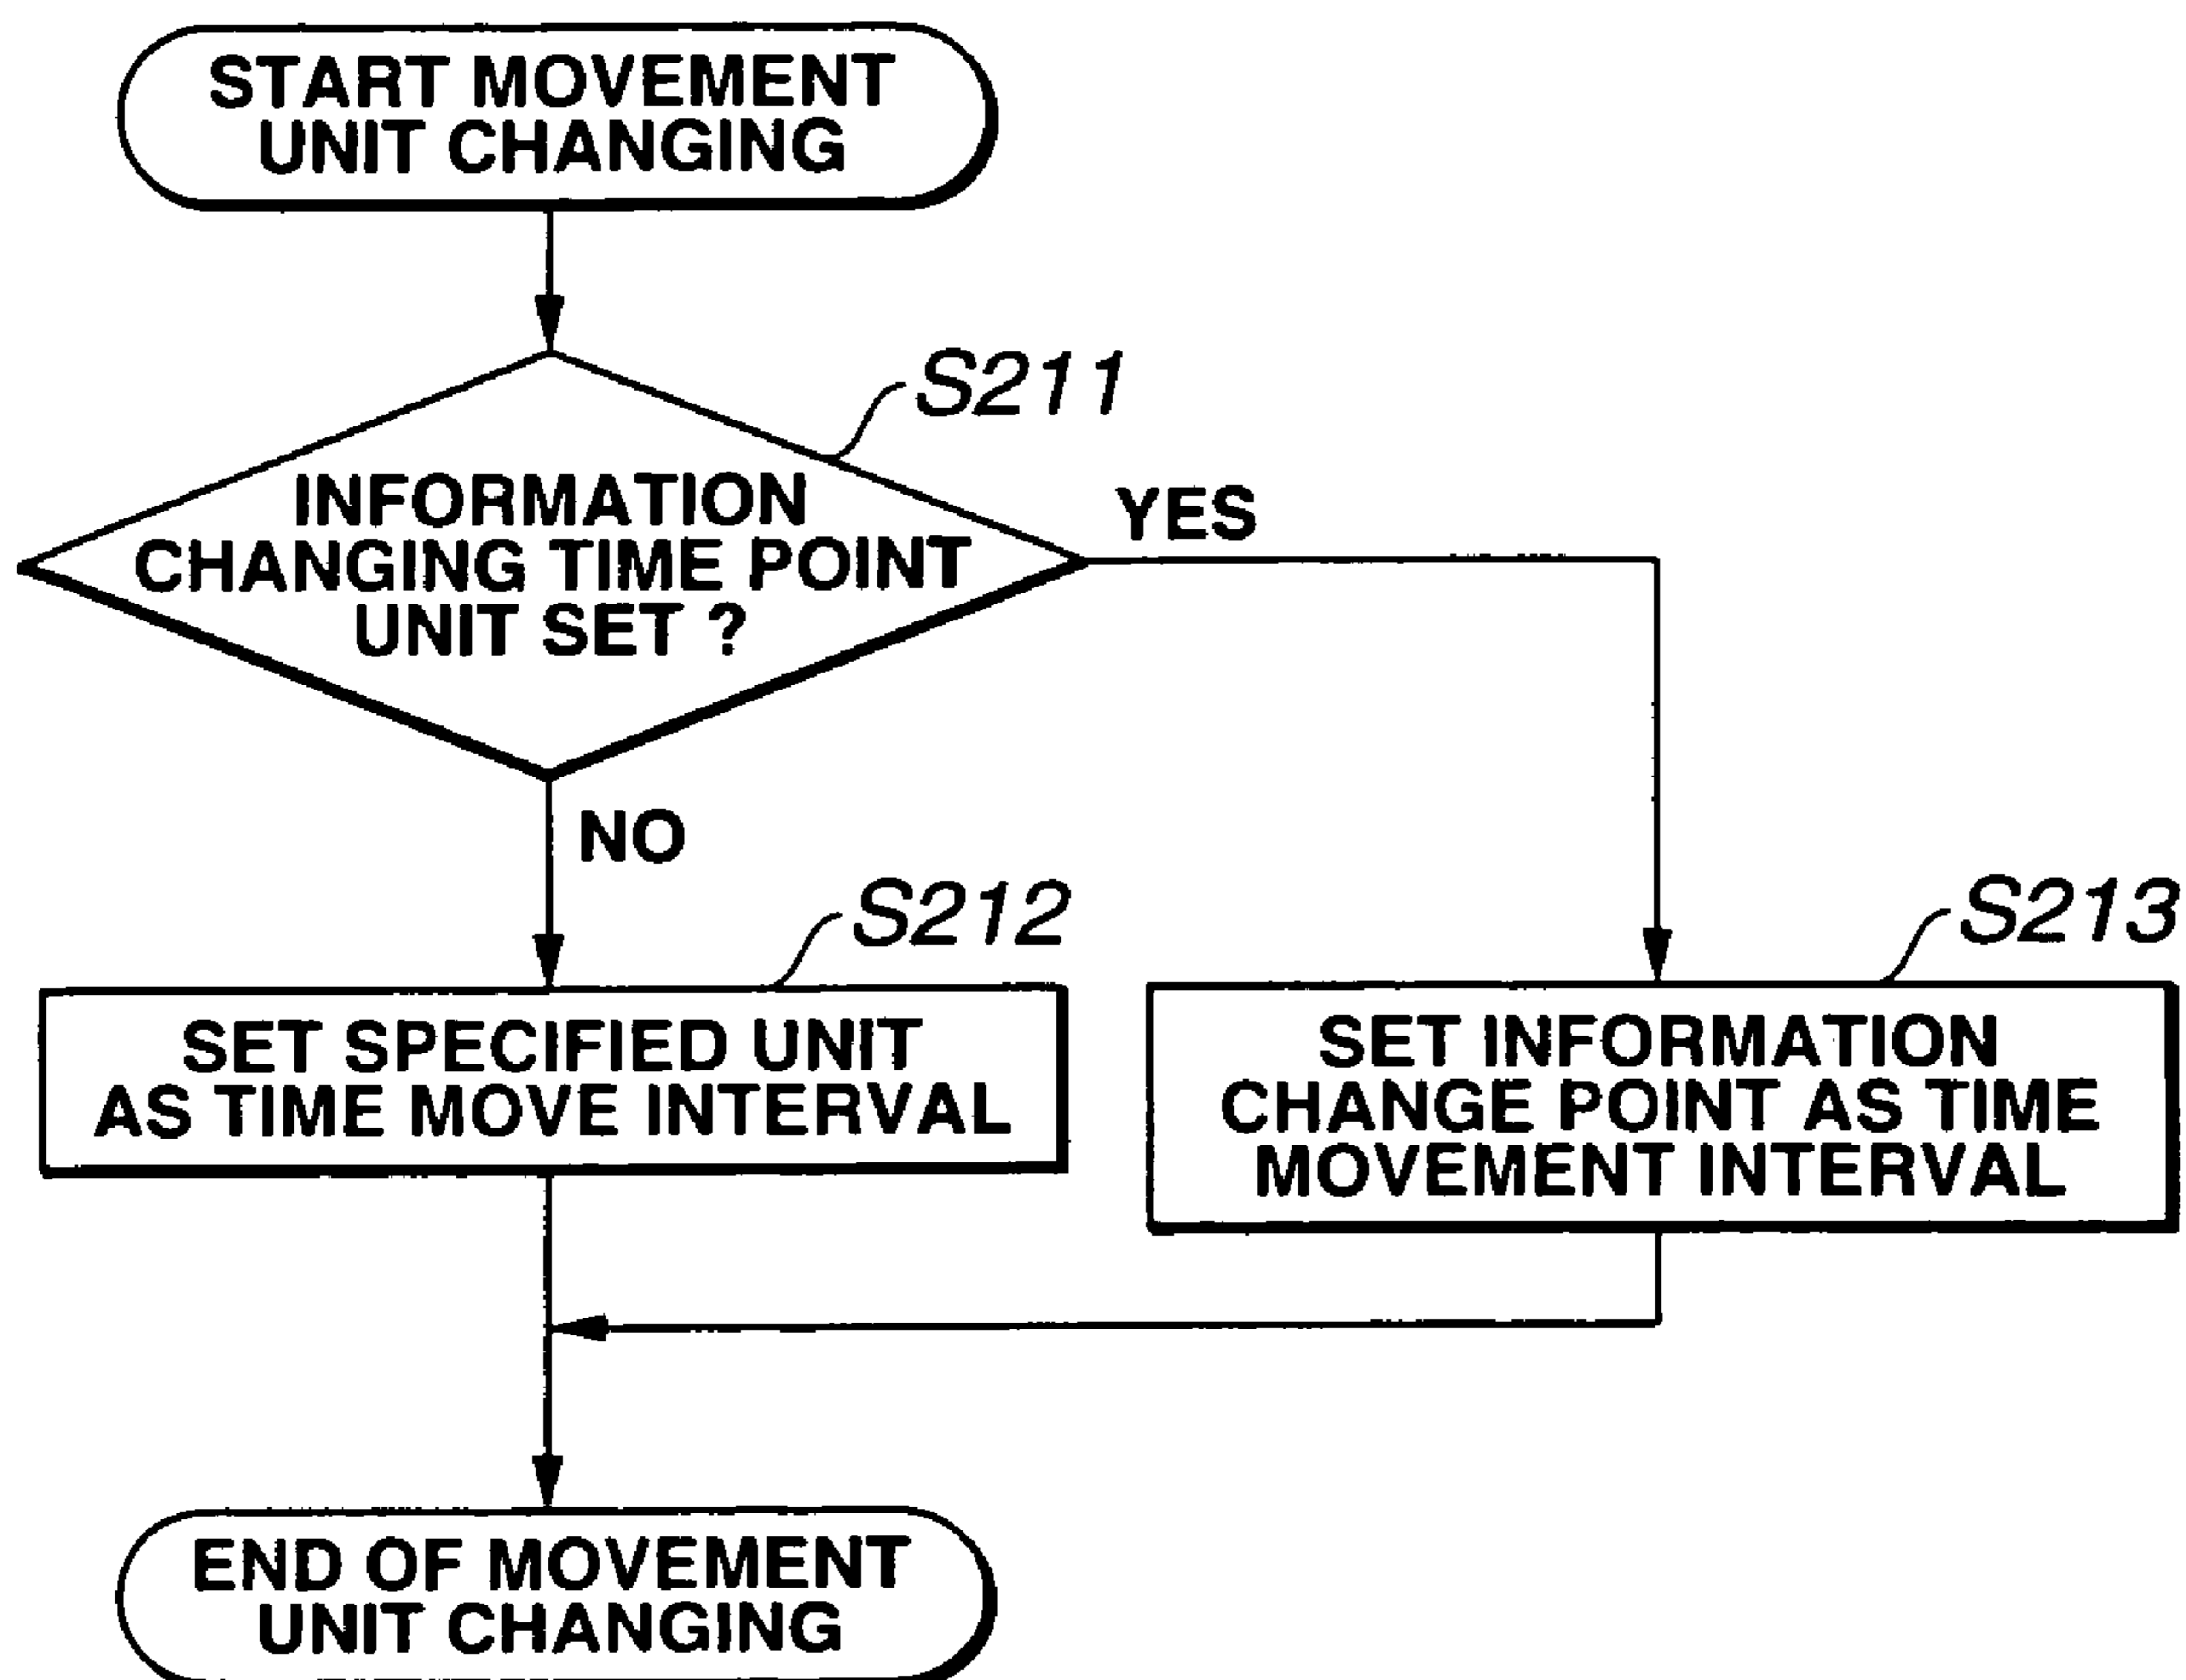 START MOVEMENT
UNIT CHANGING
S211
INFORMATION
CHANGING TIME POINT
UNIT SET ?
YES
NO
S212
SET SPECIFIED UNIT
AS TIME MOVE INTERVAL
S213
SET INFORMATION
CHANGE POINT AS TIME
MOVEMENT INTERVAL
END OF MOVEMENT
UNIT CHANGING